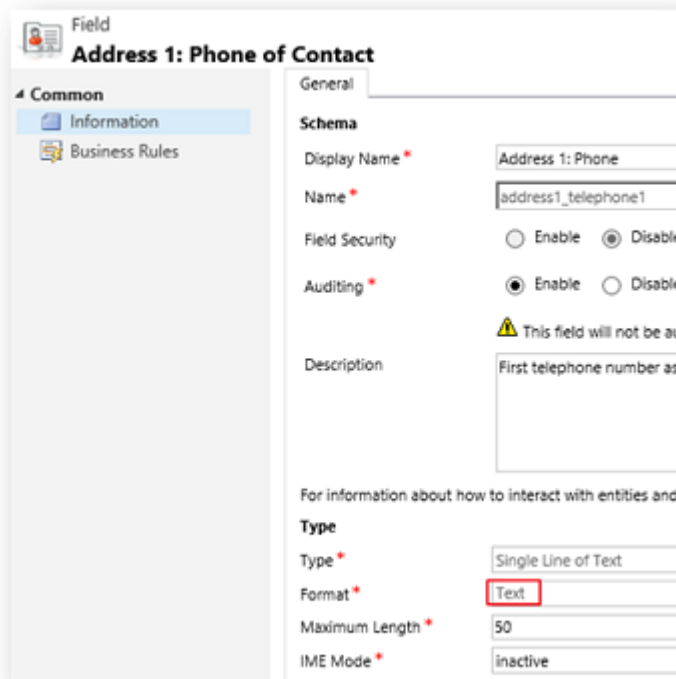 Field
Address 1: Phone of Contact
Common
Information
Business Rules
General
Schema
Display Name * Address 1: Phone
Name * address1_telephone1
Field Security Enable Disable
Auditing * Enable Disable
This field will not be
Description First telephone number as
For information about how to interact with entities and
Type
Type * Single Line of Text
Format * Text
Maximum Length * 50
IME Mode * inactive